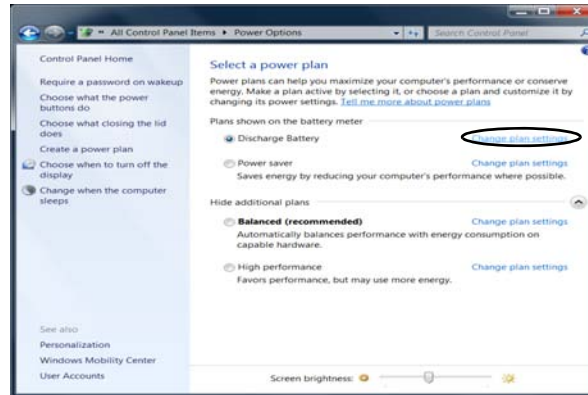 All Control Panel Items ▸ Power Options
Search Control Panel
Control Panel Home
Require a password on wakeup
Choose what the power
buttons do
Choose what closing the lid
does
Create a power plan
Choose when to turn off the
display
Change when the computer
sleeps
See also
Personalization
Windows Mobility Center
User Accounts
Select a power plan
Power plans can help you maximize your computer's performance or conserve
energy. Make a plan active by selecting it, or choose a plan and customize it by
changing its power settings. Tell me more about power plans
Plans shown on the battery meter
Discharge Battery Change plan settings
Power saver Change plan settings
Saves energy by reducing your computer's performance where possible.
Hide additional plans
Balanced (recommended) Change plan settings
Automatically balances performance with energy consumption on
capable hardware.
High performance Change plan settings
Favors performance, but may use more energy.
Screen brightness: